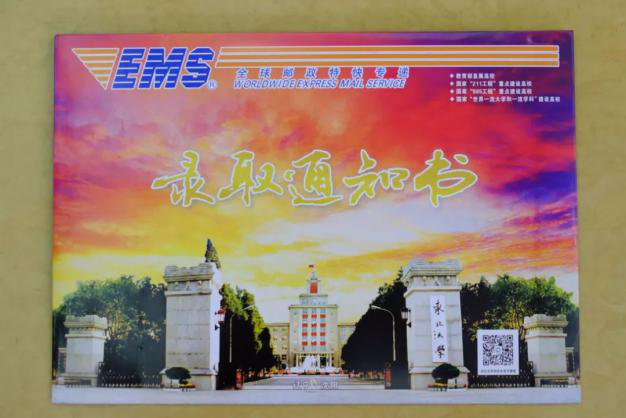 EMS
全球邮政特快专递
WORLDWIDE EXPRESS MAIL SERVICE
教育部直属高校
国家“211工程”重点建设高校
国家“985工程”重点建设高校
国家“世界一流大学和一流学科”建设高校
录取通知书
东北大学